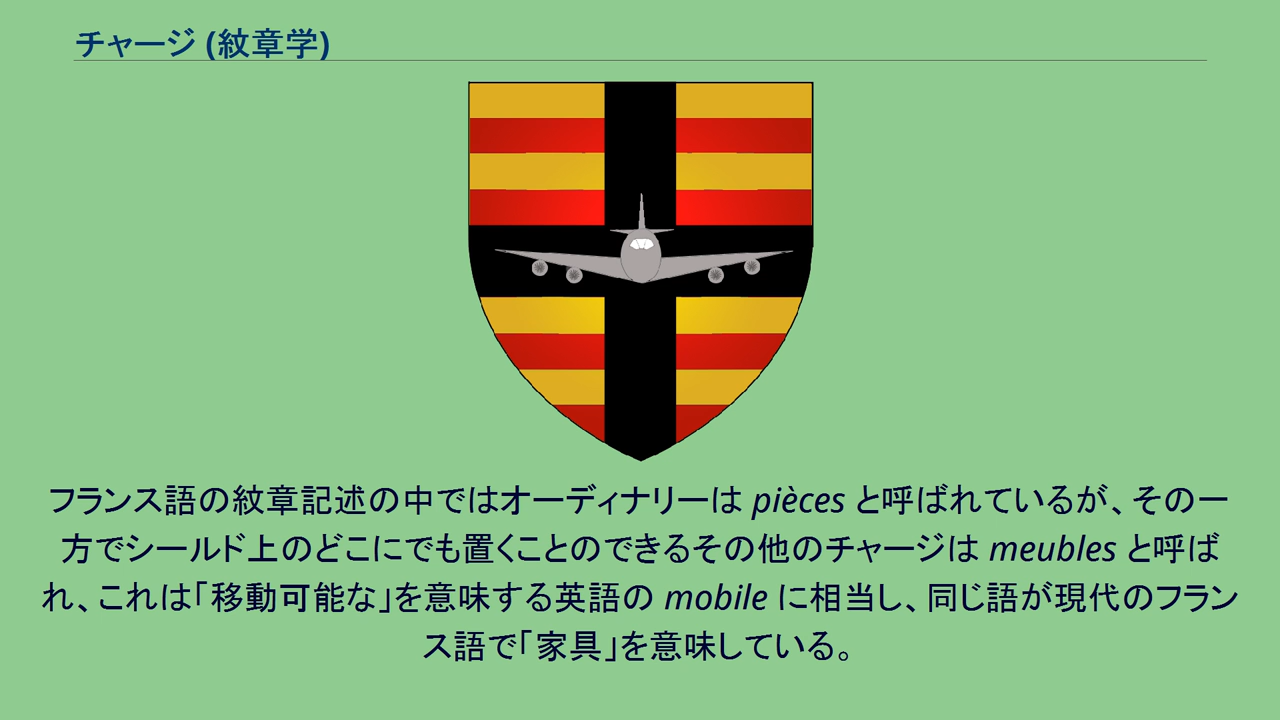 チャージ (紋章学)
フランス語の紋章記述の中ではオーディナリーは pièces と呼ばれているが、その一
方でシールド上のどこにでも置くことのできるその他のチャージは meubles と呼ば
れ、これは「移動可能な」を意味する英語の mobile に相当し、同じ語が現代のフラン
ス語で「家具」を意味している。